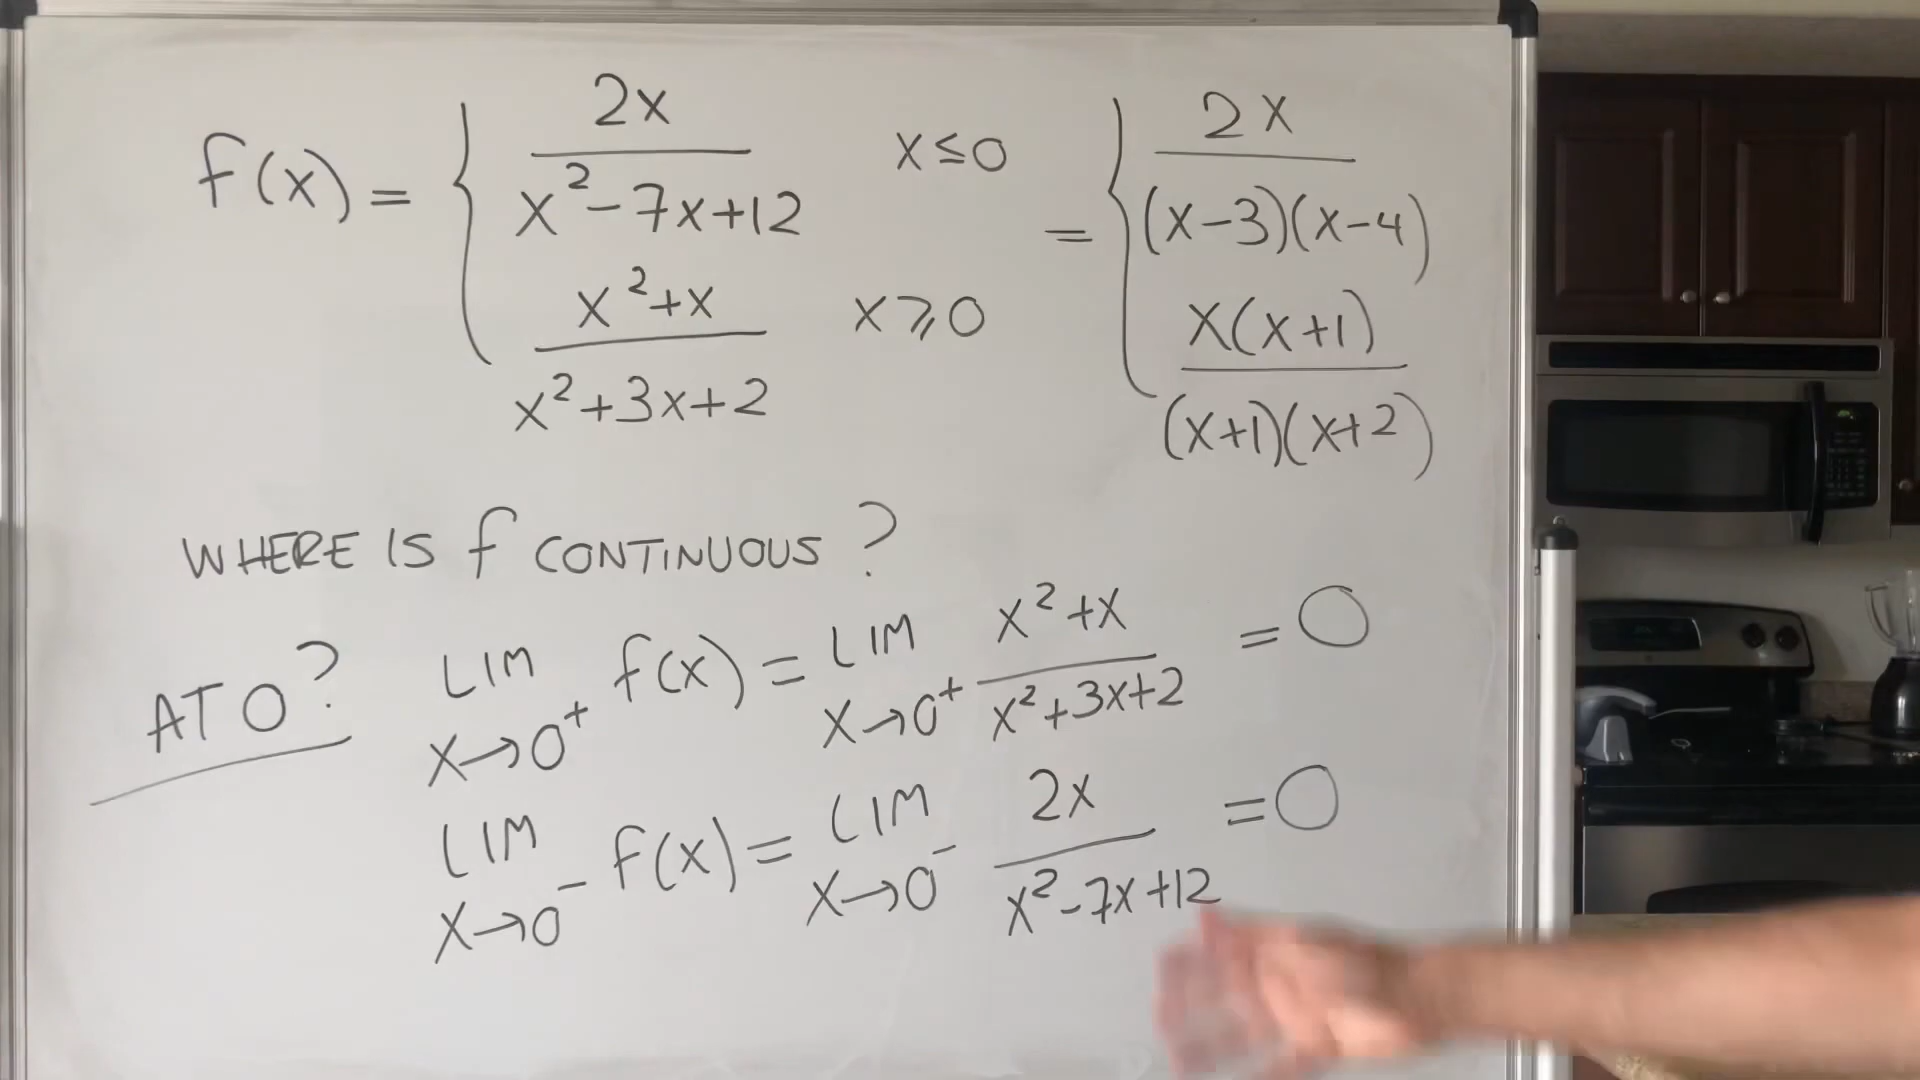 f(x) = { 2x / (x² - 7x + 12)   x ≤ 0   = { 2x / ((x-3)(x-4))
(x² + x) / (x² + 3x + 2)   x ⩾ 0   x(x+1) / ((x+1)(x+2))
WHERE IS f CONTINUOUS?
AT 0?   LIM x→0⁺ f(x) = LIM x→0⁺ (x² + x) / (x² + 3x + 2) = 0
LIM x→0⁻ f(x) = LIM x→0⁻ 2x / (x² - 7x + 12) = 0